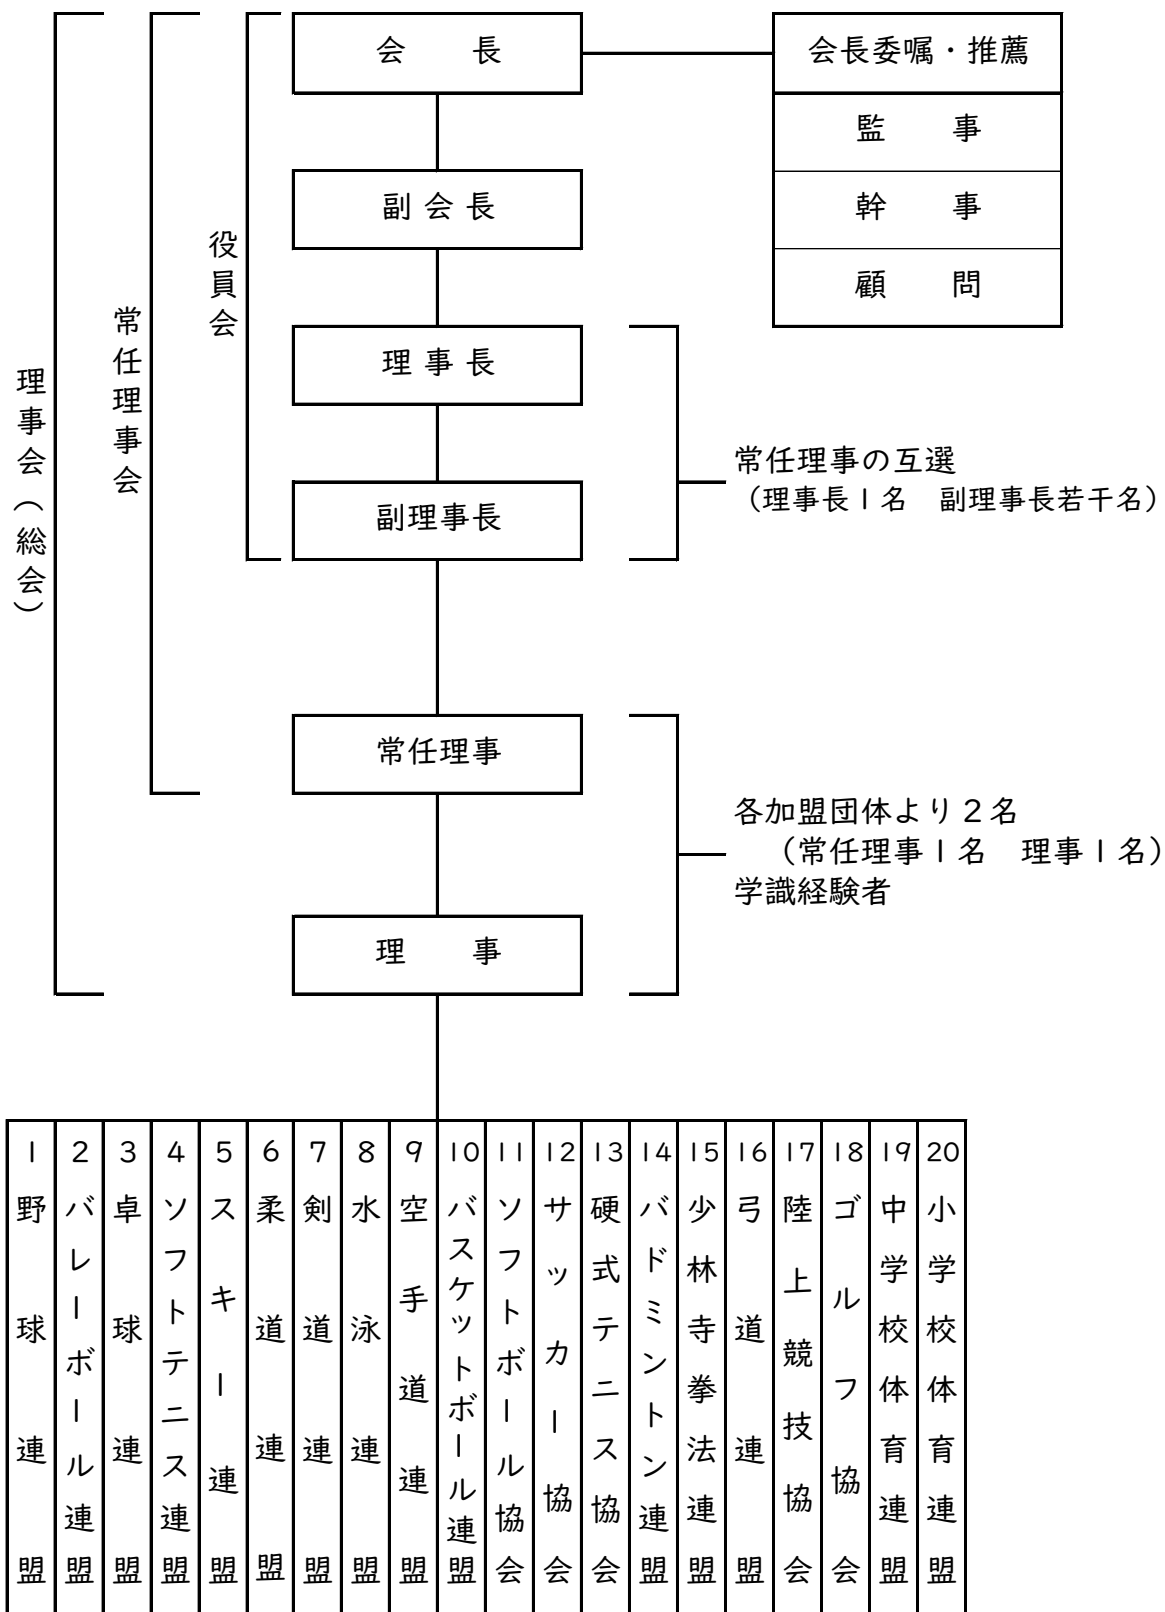 会長
会長委嘱・推薦
監事
幹事
顧問
副会長
理事長
副理事長
役員会
常任理事会
理事会（総会）
常任理事の互選
（理事長1名　副理事長若干名）
常任理事
理事
各加盟団体より２名
（常任理事1名　理事1名）
学識経験者
1 野球連盟
2 バレーボール連盟
3 卓球連盟
4 ソフトテニス連盟
5 スキー連盟
6 柔道連盟
7 剣道連盟
8 水泳連盟
9 空手道連盟
10 バスケットボール連盟
11 ソフトボール協会
12 サッカー協会
13 硬式テニス協会
14 バドミントン連盟
15 少林寺拳法連盟
16 弓道連盟
17 陸上競技協会
18 ゴルフ協会
19 中学校体育連盟
20 小学校体育連盟